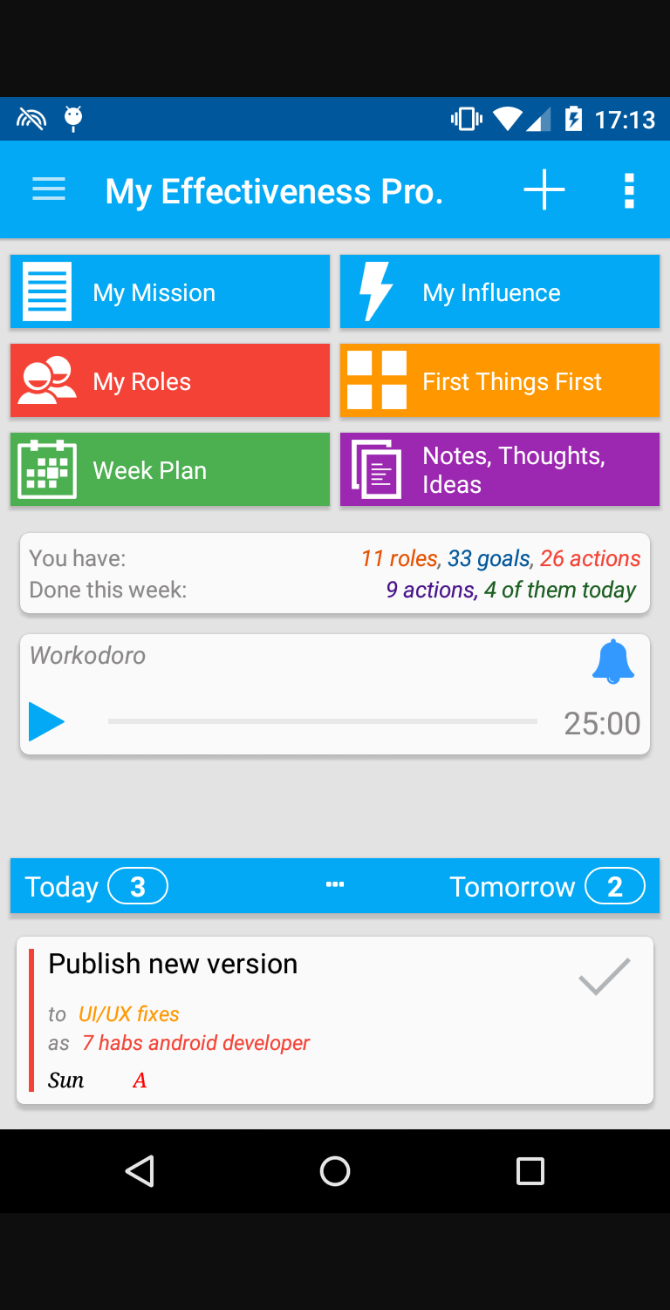 17:13
My Effectiveness Pro.
My Mission
My Influence
My Roles
First Things First
Week Plan
Notes, Thoughts,
Ideas
You have: 11 roles, 33 goals, 26 actions
Done this week: 9 actions, 4 of them today
Workodoro
25:00
Today 3 ... Tomorrow 2
Publish new version
to UI/UX fixes
as 7 habs android developer
Sun A